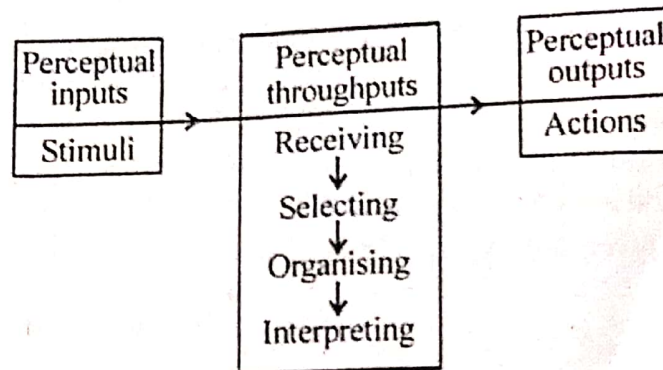 Perceptual
inputs
Stimuli
Perceptual
throughputs
Receiving
Selecting
Organising
Interpreting
Perceptual
outputs
Actions